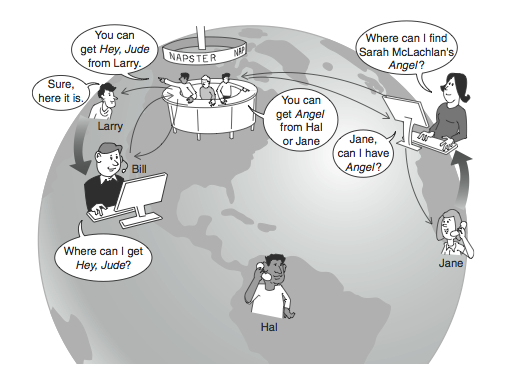 You can
get Hey, Jude
from Larry.
NAPSTER NAP
Where can I find
Sarah McLachlan's
Angel?
Sure,
here it is.
Larry
You can
get Angel
from Hal
or Jane
Jane,
can I have
Angel?
Bill
Where can I get
Hey, Jude?
Jane
Hal